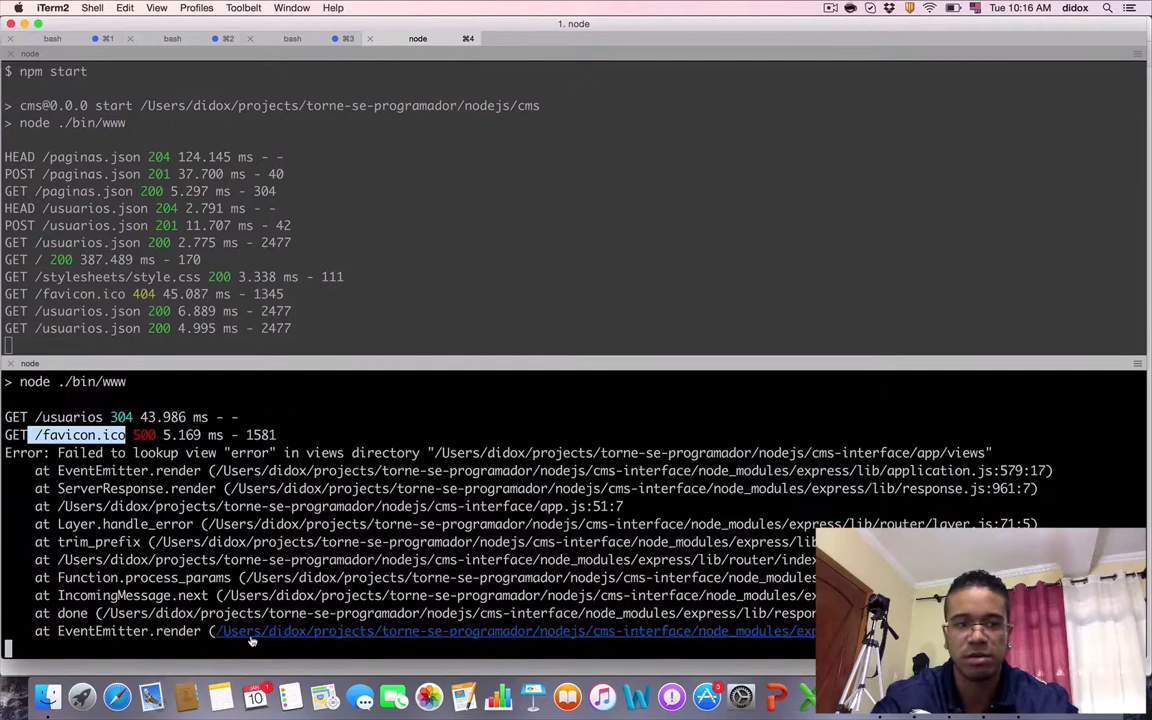 iTerm2 Shell Edit View Profiles Toolbelt Window Help Tue 10:16 AM didox
1. node
bash ⌘1 bash ⌘2 bash ⌘3 node ⌘4
node
$ npm start
> cms@0.0.0 start /Users/didox/projects/torne-se-programador/nodejs/cms
> node ./bin/www
HEAD /paginas.json 204 124.145 ms - -
POST /paginas.json 201 37.700 ms - 40
GET /paginas.json 200 5.297 ms - 304
HEAD /usuarios.json 204 2.791 ms - -
POST /usuarios.json 201 11.707 ms - 42
GET /usuarios.json 200 2.775 ms - 2477
GET / 200 387.489 ms - 170
GET /stylesheets/style.css 200 3.338 ms - 111
GET /favicon.ico 404 45.087 ms - 1345
GET /usuarios.json 200 6.889 ms - 2477
GET /usuarios.json 200 4.995 ms - 2477
node
> node ./bin/www
GET /usuarios 304 43.986 ms - -
GET /favicon.ico 500 5.169 ms - 1581
Error: Failed to lookup view "error" in views directory "/Users/didox/projects/torne-se-programador/nodejs/cms-interface/app/views"
at EventEmitter.render (/Users/didox/projects/torne-se-programador/nodejs/cms-interface/node_modules/express/lib/application.js:579:17)
at ServerResponse.render (/Users/didox/projects/torne-se-programador/nodejs/cms-interface/node_modules/express/lib/response.js:961:7)
at /Users/didox/projects/torne-se-programador/nodejs/cms-interface/app.js:51:7
at Layer.handle_error (/Users/didox/projects/torne-se-programador/nodejs/cms-interface/node_modules/express/lib/router/layer.js:71:5)
at trim_prefix (/Users/didox/projects/torne-se-programador/nodejs/cms-interface/node_modules/express/lib
at /Users/didox/projects/torne-se-programador/nodejs/cms-interface/node_modules/express/lib/router/inde
at Function.process_params (/Users/didox/projects/torne-se-programador/nodejs/cms-interface/node_modules
at IncomingMessage.next (/Users/didox/projects/torne-se-programador/nodejs/cms-interface/node_modules/e
at done (/Users/didox/projects/torne-se-programador/nodejs/cms-interface/node_modules/express/lib/respo
at EventEmitter.render (/Users/didox/projects/torne-se-programador/nodejs/cms-interface/node_modules/exp
10 1 3